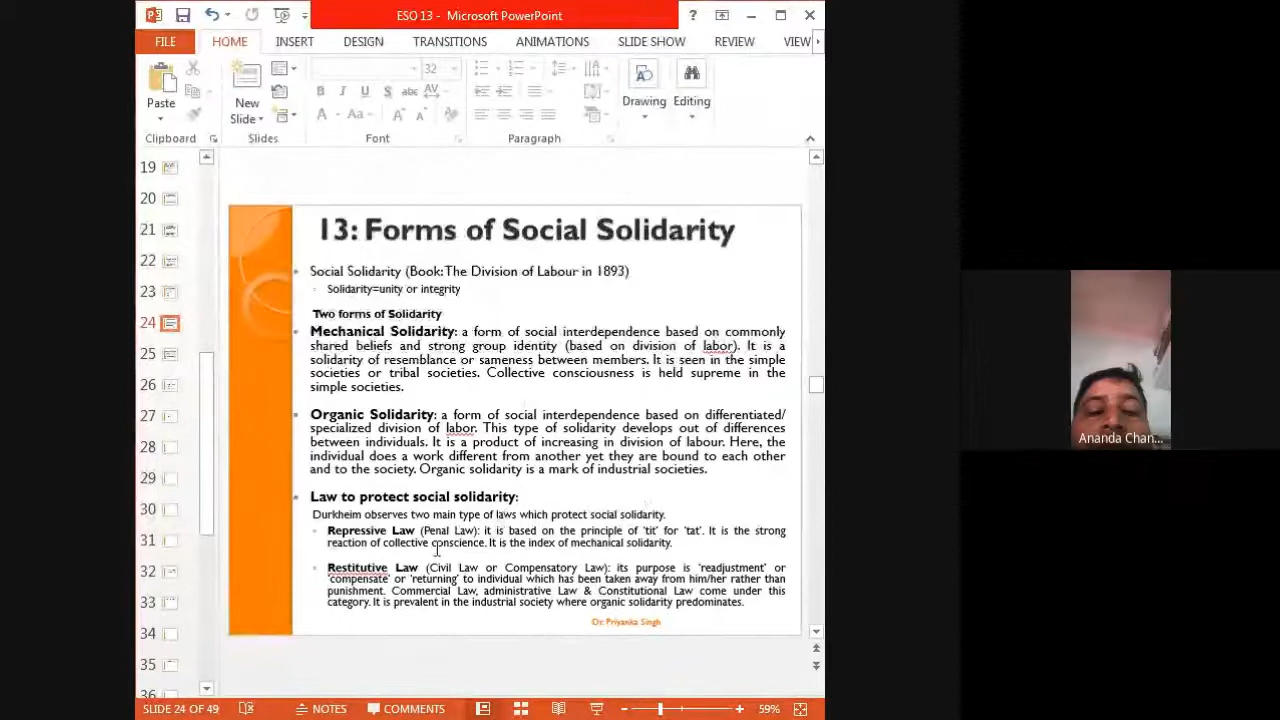 ESO 13 - Microsoft PowerPoint
FILE HOME INSERT DESIGN TRANSITIONS ANIMATIONS SLIDE SHOW REVIEW VIEW
32
Paste
New
Slide
Drawing
Editing
B I U S abc AV
A Aa A A
Clipboard Slides Font Paragraph
19
20
21
22
23
24
25
26
27
28
29
30
31
32
33
34
35
36
13: Forms of Social Solidarity
Social Solidarity (Book: The Division of Labour in 1893)
Solidarity=unity or integrity
Two forms of Solidarity
Mechanical Solidarity: a form of social interdependence based on commonly
shared beliefs and strong group identity (based on division of labor). It is a
solidarity of resemblance or sameness between members. It is seen in the simple
societies or tribal societies. Collective consciousness is held supreme in the
simple societies.
Organic Solidarity: a form of social interdependence based on differentiated/
specialized division of labor. This type of solidarity develops out of differences
between individuals. It is a product of increasing in division of labour. Here, the
individual does a work different from another yet they are bound to each other
and to the society. Organic solidarity is a mark of industrial societies.
Law to protect social solidarity:
Durkheim observes two main type of laws which protect social solidarity.
Repressive Law (Penal Law): it is based on the principle of 'tit' for 'tat'. It is the strong
reaction of collective conscience. It is the index of mechanical solidarity.
Restitutive Law (Civil Law or Compensatory Law): its purpose is 'readjustment' or
'compensate' or 'returning' to individual which has been taken away from him/her rather than
punishment. Commercial Law, administrative Law & Constitutional Law come under this
category. It is prevalent in the industrial society where organic solidarity predominates.
Dr. Priyanka Singh
Ananda Chan...
SLIDE 24 OF 49 NOTES COMMENTS 59%